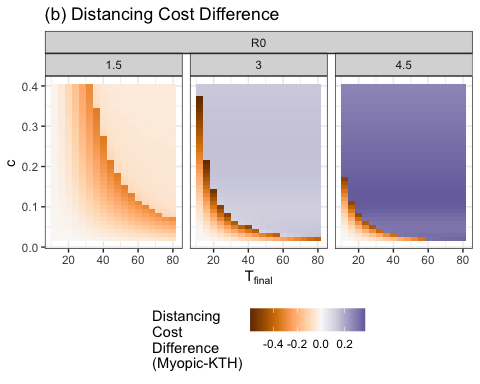 (b) Distancing Cost Difference
R0
1.5 3 4.5
0.4
0.3
0.2
0.1
0.0
c
20 40 60 80 20 40 60 80 20 40 60 80
Tfinal
Distancing
Cost
Difference
(Myopic-KTH)
-0.4 -0.2 0.0 0.2